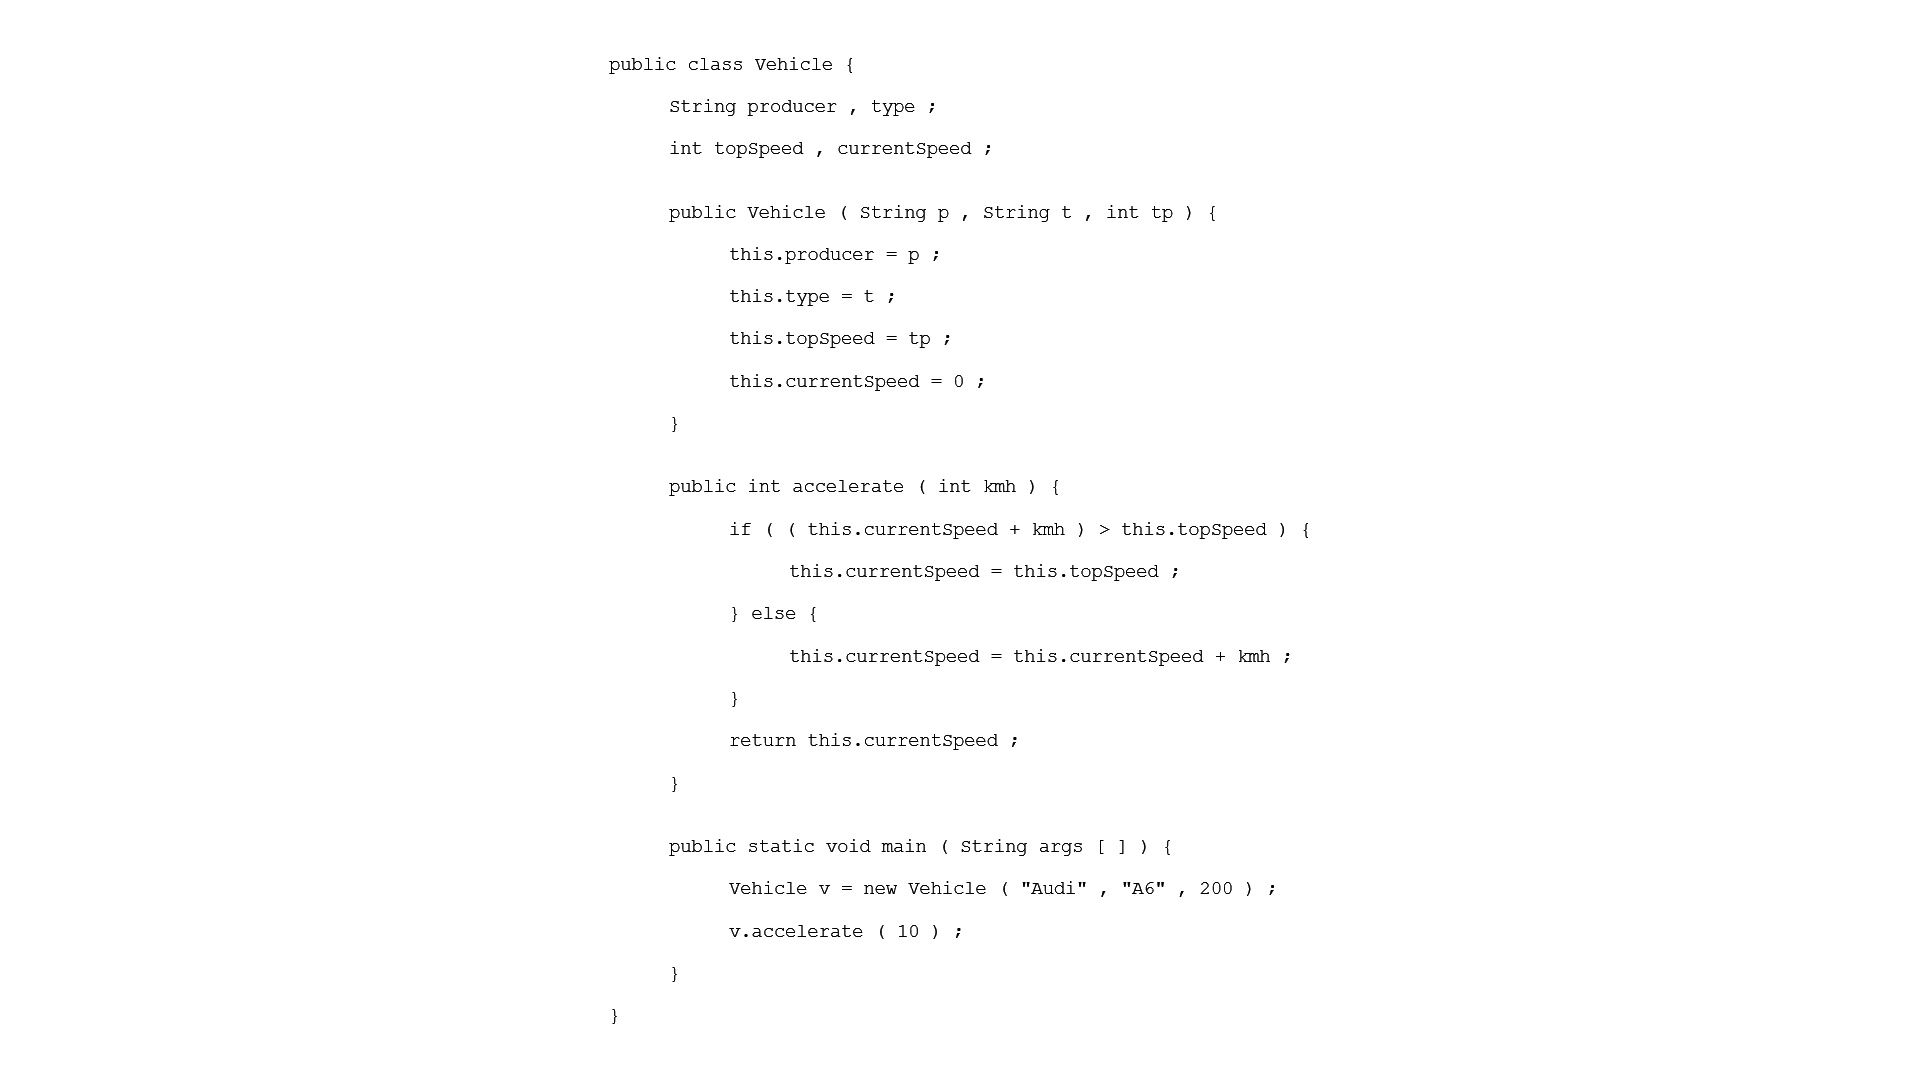 public class Vehicle {
String producer , type ;
int topSpeed , currentSpeed ;
public Vehicle ( String p , String t , int tp ) {
this.producer = p ;
this.type = t ;
this.topSpeed = tp ;
this.currentSpeed = 0 ;
}
public int accelerate ( int kmh ) {
if ( ( this.currentSpeed + kmh ) > this.topSpeed ) {
this.currentSpeed = this.topSpeed ;
} else {
this.currentSpeed = this.currentSpeed + kmh ;
}
return this.currentSpeed ;
}
public static void main ( String args [ ] ) {
Vehicle v = new Vehicle ( "Audi" , "A6" , 200 ) ;
v.accelerate ( 10 ) ;
}
}